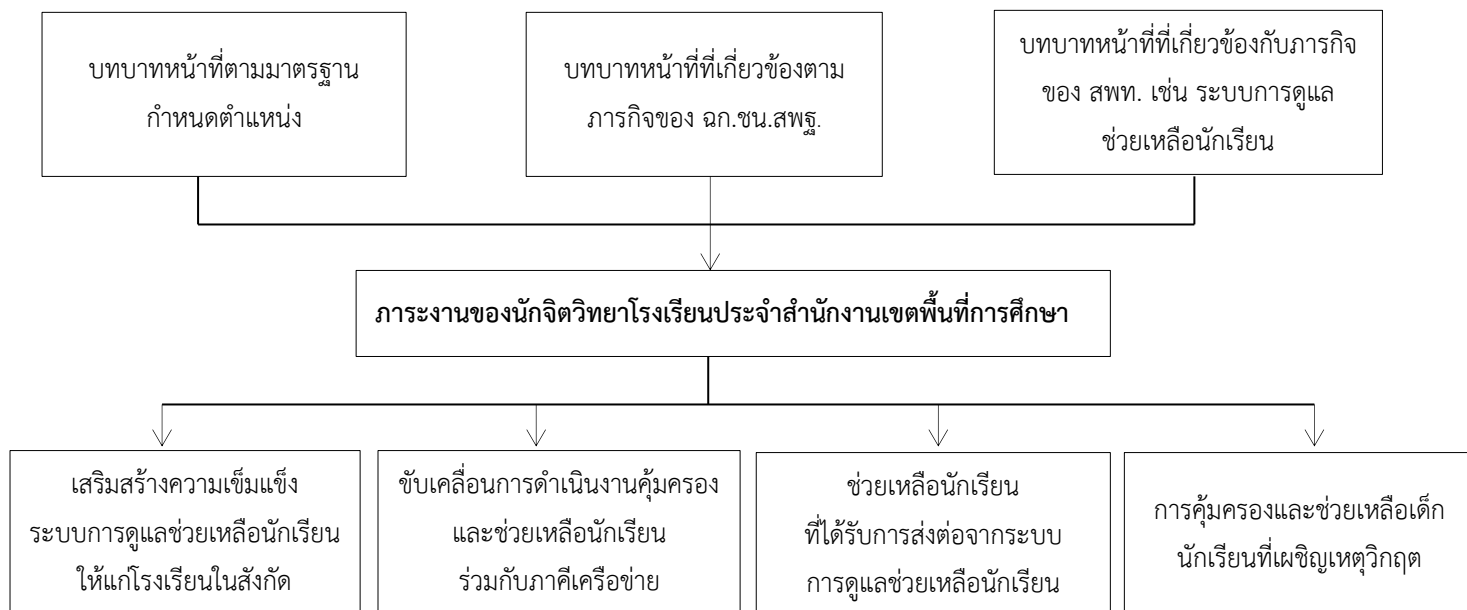 บทบาทหน้าที่ตามมาตรฐาน
กำหนดตำแหน่ง
บทบาทหน้าที่ที่เกี่ยวข้องตาม
ภารกิจของ ฉก.ชน.สพฐ.
บทบาทหน้าที่ที่เกี่ยวข้องกับภารกิจ
ของ สพท. เช่น ระบบการดูแล
ช่วยเหลือนักเรียน
ภาระงานของนักจิตวิทยาโรงเรียนประจำสำนักงานเขตพื้นที่การศึกษา
เสริมสร้างความเข็มแข็ง
ระบบการดูแลช่วยเหลือนักเรียน
ให้แก่โรงเรียนในสังกัด
ขับเคลื่อนการดำเนินงานคุ้มครอง
และช่วยเหลือนักเรียน
ร่วมกับภาคีเครือข่าย
ช่วยเหลือนักเรียน
ที่ได้รับการส่งต่อจากระบบ
การดูแลช่วยเหลือนักเรียน
การคุ้มครองและช่วยเหลือเด็ก
นักเรียนที่เผชิญเหตุวิกฤต